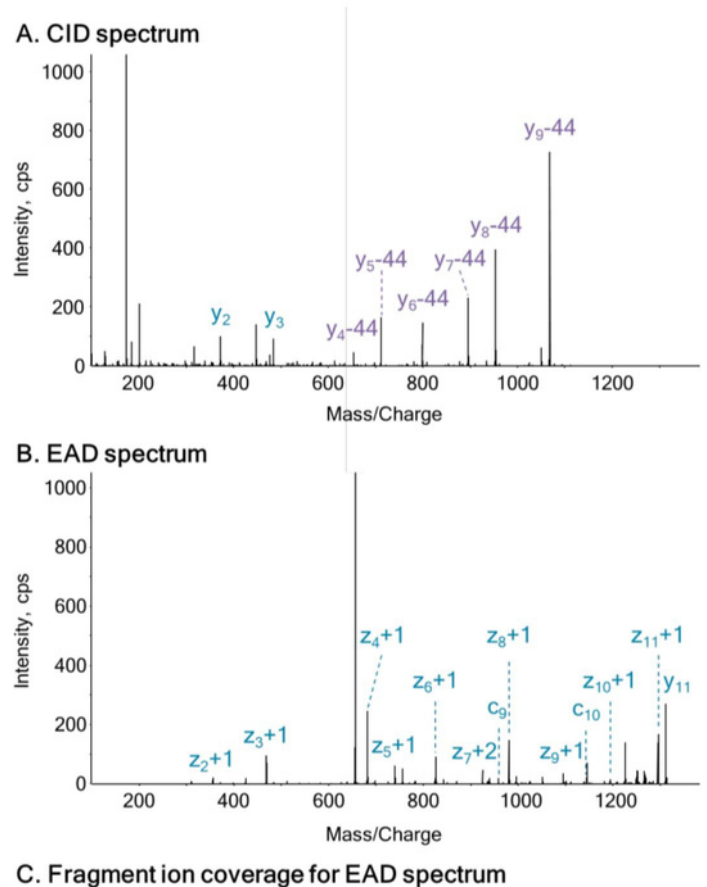 A. CID spectrum
Intensity, cps
1000
800
600
400
200
0
y₂
y₃
y₄-44
y₅-44
y₆-44
y₇-44
y₈-44
y₉-44
200 400 600 800 1000 1200
Mass/Charge
B. EAD spectrum
Intensity, cps
1000
800
600
400
200
0
z₂+1
z₃+1
z₄+1
z₅+1
z₆+1
z₇+2
c₉
z₈+1
z₉+1
c₁₀
z₁₀+1
z₁₁+1
y₁₁
200 400 600 800 1000 1200
Mass/Charge
C. Fragment ion coverage for EAD spectrum